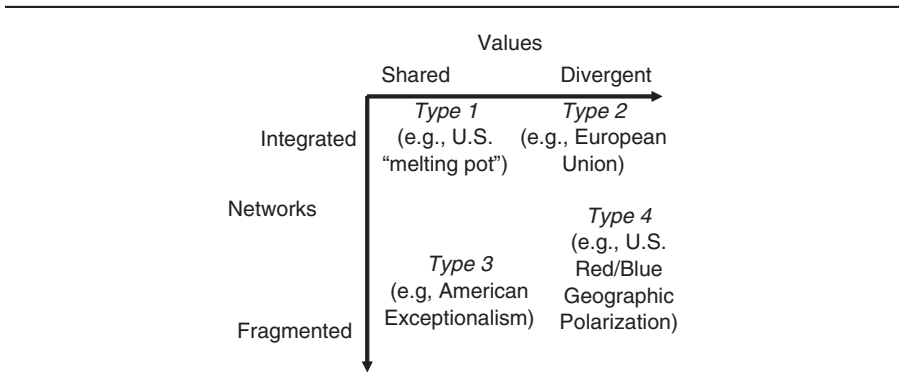 Values
Shared Divergent
Type 1 Type 2
Integrated (e.g., U.S. (e.g., European
“melting pot”) Union)
Networks
Type 4
(e.g., U.S.
Type 3 Red/Blue
(e.g, American Geographic
Exceptionalism) Polarization)
Fragmented